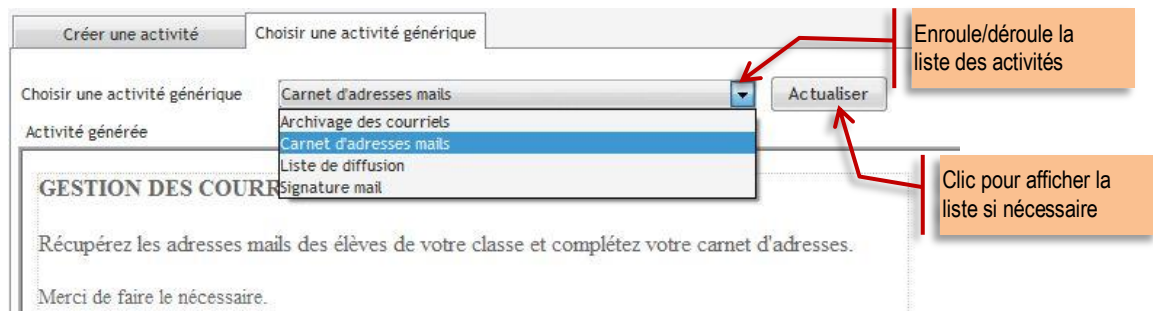 Créer une activité
Choisir une activité générique
Enroule/déroule la
liste des activités
Choisir une activité générique
Carnet d'adresses mails
Actualiser
Archivage des courriels
Activité générée
Carnet d'adresses mails
Liste de diffusion
Signature mail
GESTION DES COURR
Clic pour afficher la
liste si nécessaire
Récupérez les adresses mails des élèves de votre classe et complétez votre carnet d'adresses.
Merci de faire le nécessaire.